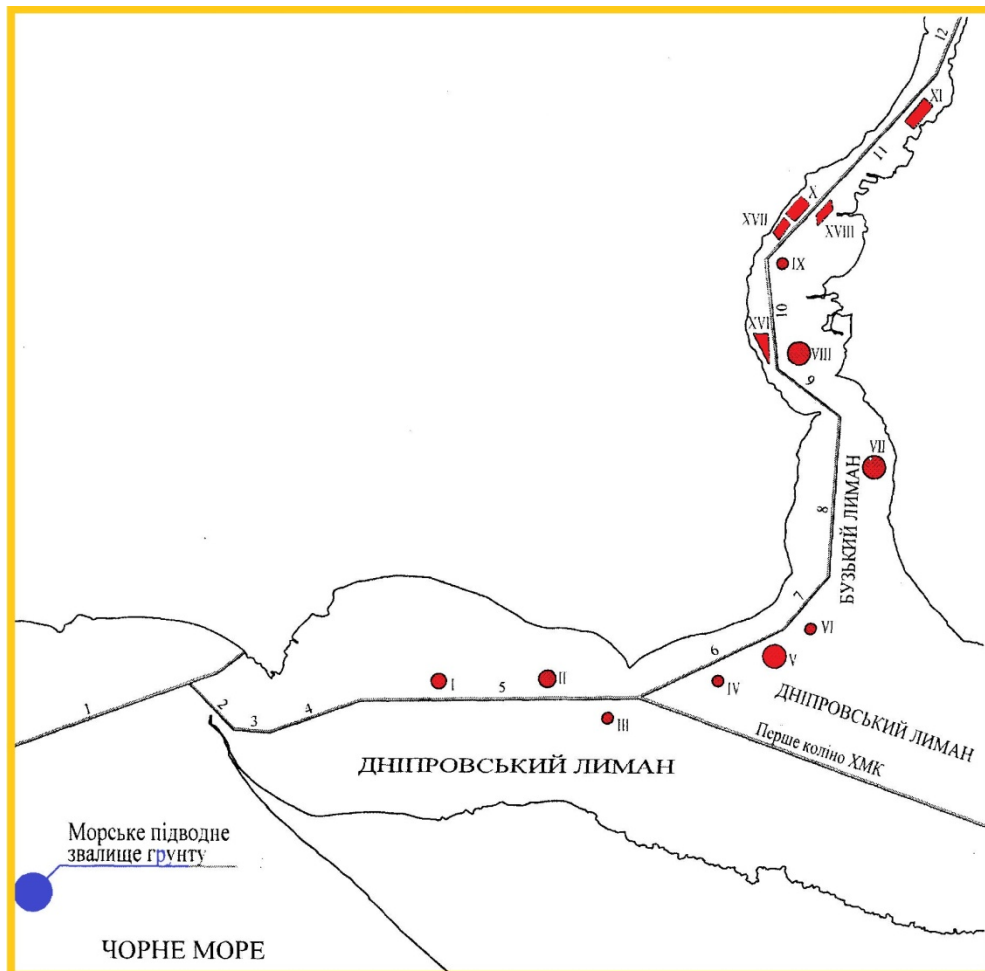 12
XI
11
X
XVII
XVIII
IX
10
XVI
VIII
9
VII
8
БУЗЬКИЙ ЛИМАН
7
VI
6
V
IV
I
II
5
III
1
2
3
4
ДНІПРОВСЬКИЙ ЛИМАН
Перше коліно ХМК
ДНІПРОВСЬКИЙ ЛИМАН
Морське підводне
звалище грунту
ЧОРНЕ МОРЕ